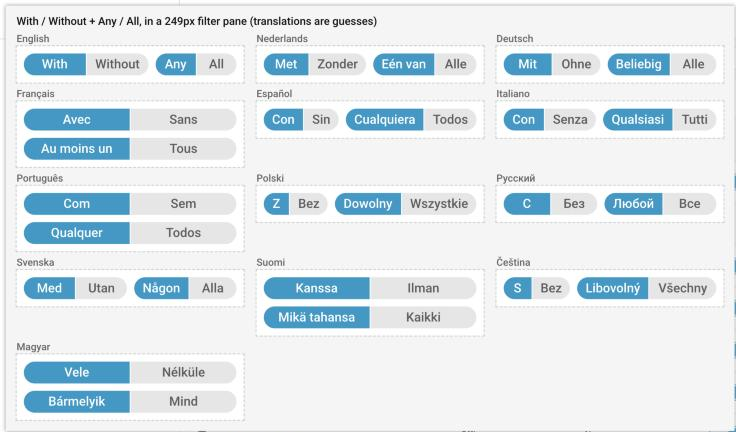 With / Without + Any / All, in a 249px filter pane (translations are guesses)
English
With Without Any All
Nederlands
Met Zonder Eén van Alle
Deutsch
Mit Ohne Beliebig Alle
Français
Avec Sans
Au moins un Tous
Español
Con Sin Cualquiera Todos
Italiano
Con Senza Qualsiasi Tutti
Português
Com Sem
Qualquer Todos
Polski
Z Bez Dowolny Wszystkie
Русский
С Без Любой Все
Svenska
Med Utan Någon Alla
Suomi
Kanssa Ilman
Mikä tahansa Kaikki
Čeština
S Bez Libovolný Všechny
Magyar
Vele Nélküle
Bármelyik Mind